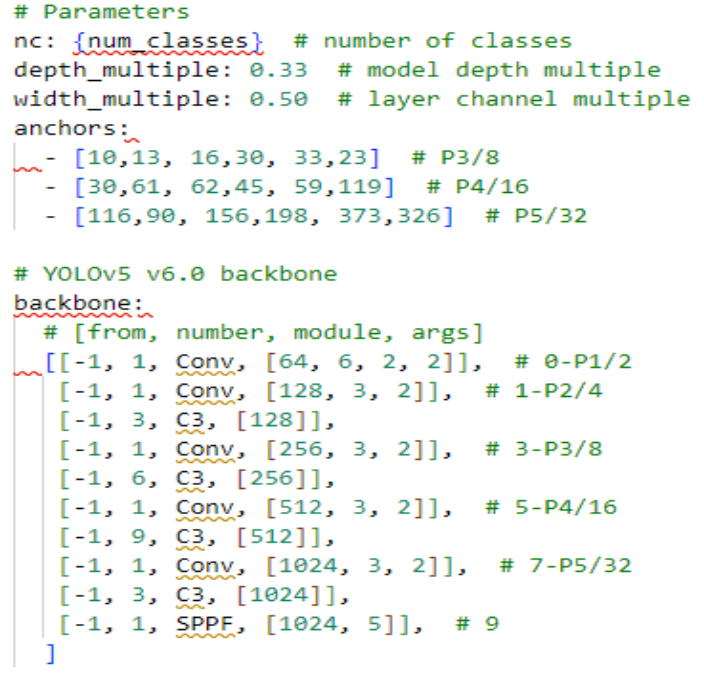 # Parameters
nc: {num_classes}  # number of classes
depth_multiple: 0.33  # model depth multiple
width_multiple: 0.50  # layer channel multiple
anchors:
  - [10,13, 16,30, 33,23]  # P3/8
  - [30,61, 62,45, 59,119]  # P4/16
  - [116,90, 156,198, 373,326]  # P5/32

# YOLOv5 v6.0 backbone
backbone:
  # [from, number, module, args]
  [[-1, 1, Conv, [64, 6, 2, 2]],  # 0-P1/2
   [-1, 1, Conv, [128, 3, 2]],  # 1-P2/4
   [-1, 3, C3, [128]],
   [-1, 1, Conv, [256, 3, 2]],  # 3-P3/8
   [-1, 6, C3, [256]],
   [-1, 1, Conv, [512, 3, 2]],  # 5-P4/16
   [-1, 9, C3, [512]],
   [-1, 1, Conv, [1024, 3, 2]],  # 7-P5/32
   [-1, 3, C3, [1024]],
   [-1, 1, SPPF, [1024, 5]],  # 9
  ]